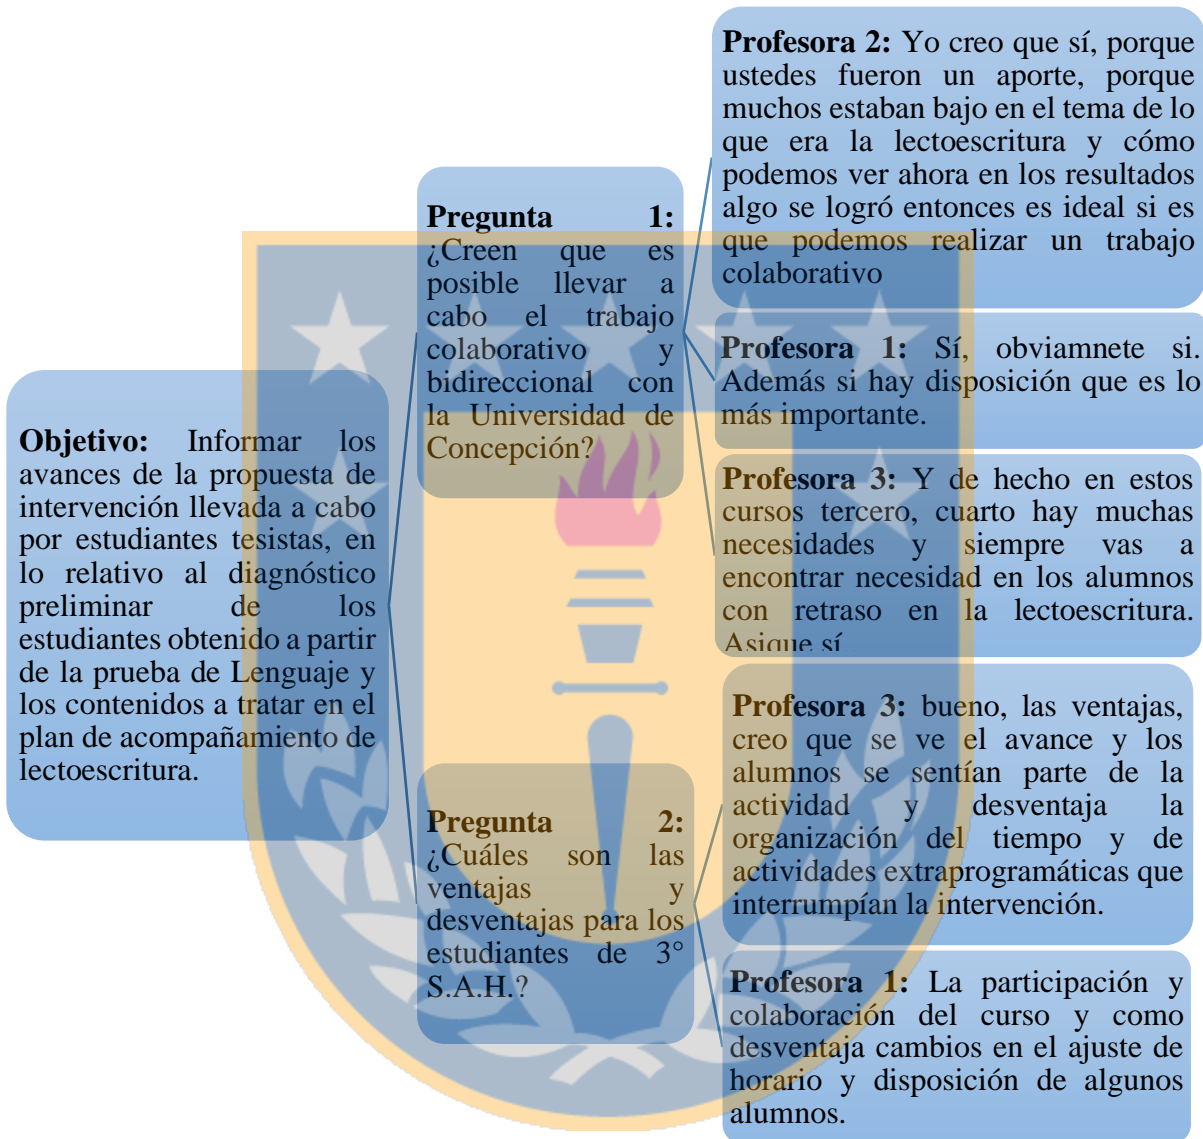 Objetivo: Informar los
avances de la propuesta de
intervención llevada a cabo
por estudiantes tesistas, en
lo relativo al diagnóstico
preliminar de los
estudiantes obtenido a partir
de la prueba de Lenguaje y
los contenidos a tratar en el
plan de acompañamiento de
lectoescritura.
Pregunta 1:
¿Creen que es
posible llevar a
cabo el trabajo
colaborativo y
bidireccional con
la Universidad de
Concepción?
Profesora 2: Yo creo que sí, porque
ustedes fueron un aporte, porque
muchos estaban bajo en el tema de lo
que era la lectoescritura y cómo
podemos ver ahora en los resultados
algo se logró entonces es ideal si es
que podemos realizar un trabajo
colaborativo
Profesora 1: Sí, obviamnete si.
Además si hay disposición que es lo
más importante.
Profesora 3: Y de hecho en estos
cursos tercero, cuarto hay muchas
necesidades y siempre vas a
encontrar necesidad en los alumnos
con retraso en la lectoescritura.
Asique sí
Pregunta 2:
¿Cuáles son las
ventajas y
desventajas para los
estudiantes de 3°
S.A.H.?
Profesora 3: bueno, las ventajas,
creo que se ve el avance y los
alumnos se sentían parte de la
actividad y desventaja la
organización del tiempo y de
actividades extraprogramáticas que
interrumpían la intervención.
Profesora 1: La participación y
colaboración del curso y como
desventaja cambios en el ajuste de
horario y disposición de algunos
alumnos.